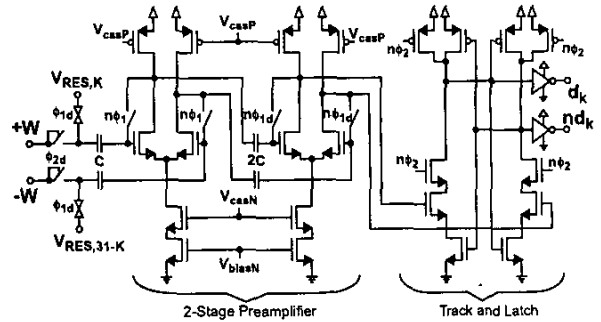 VcasP
VcasP
VcasP
nϕ2
nϕ2
VRES,K
ϕ1d
nϕ1
nϕ1
nϕ1d
nϕ1d
dk
+W
ϕ2d
C
2C
ndk
-W
nϕ2
nϕ2
ϕ1d
VcasN
VRES,31-K
VbiasN
2-Stage Preamplifier
Track and Latch